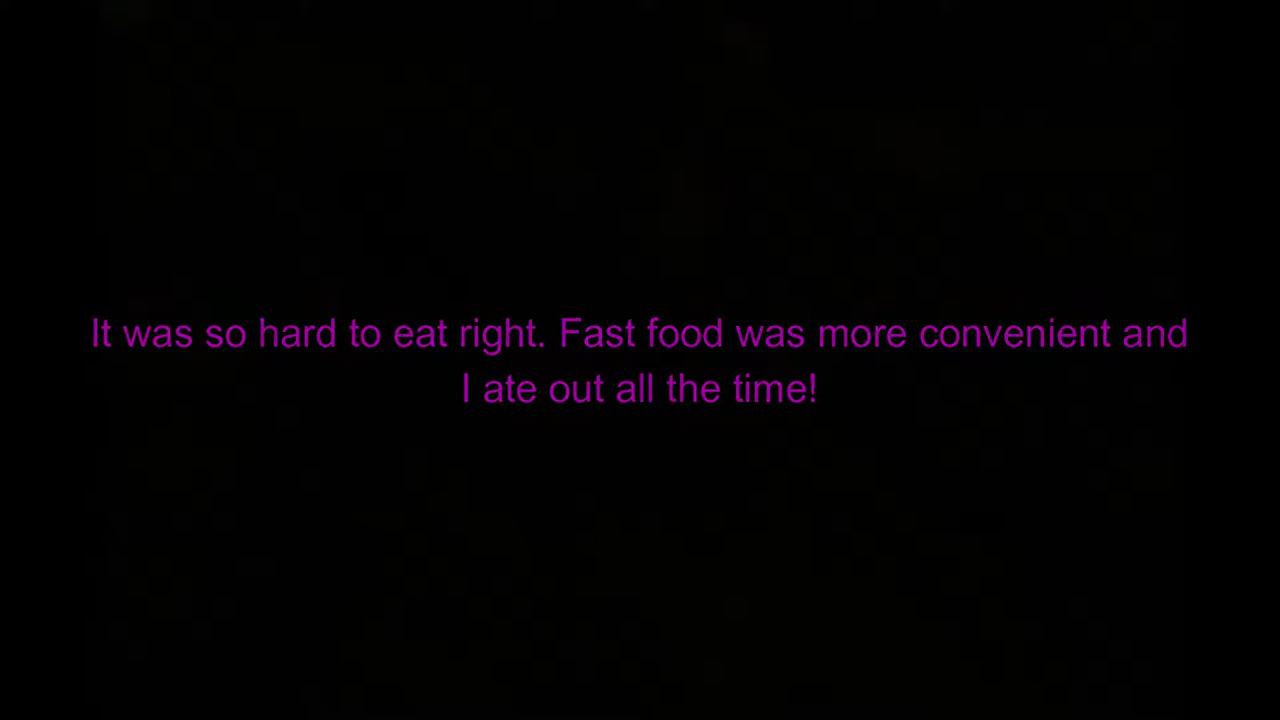 It was so hard to eat right. Fast food was more convenient and
I ate out all the time!